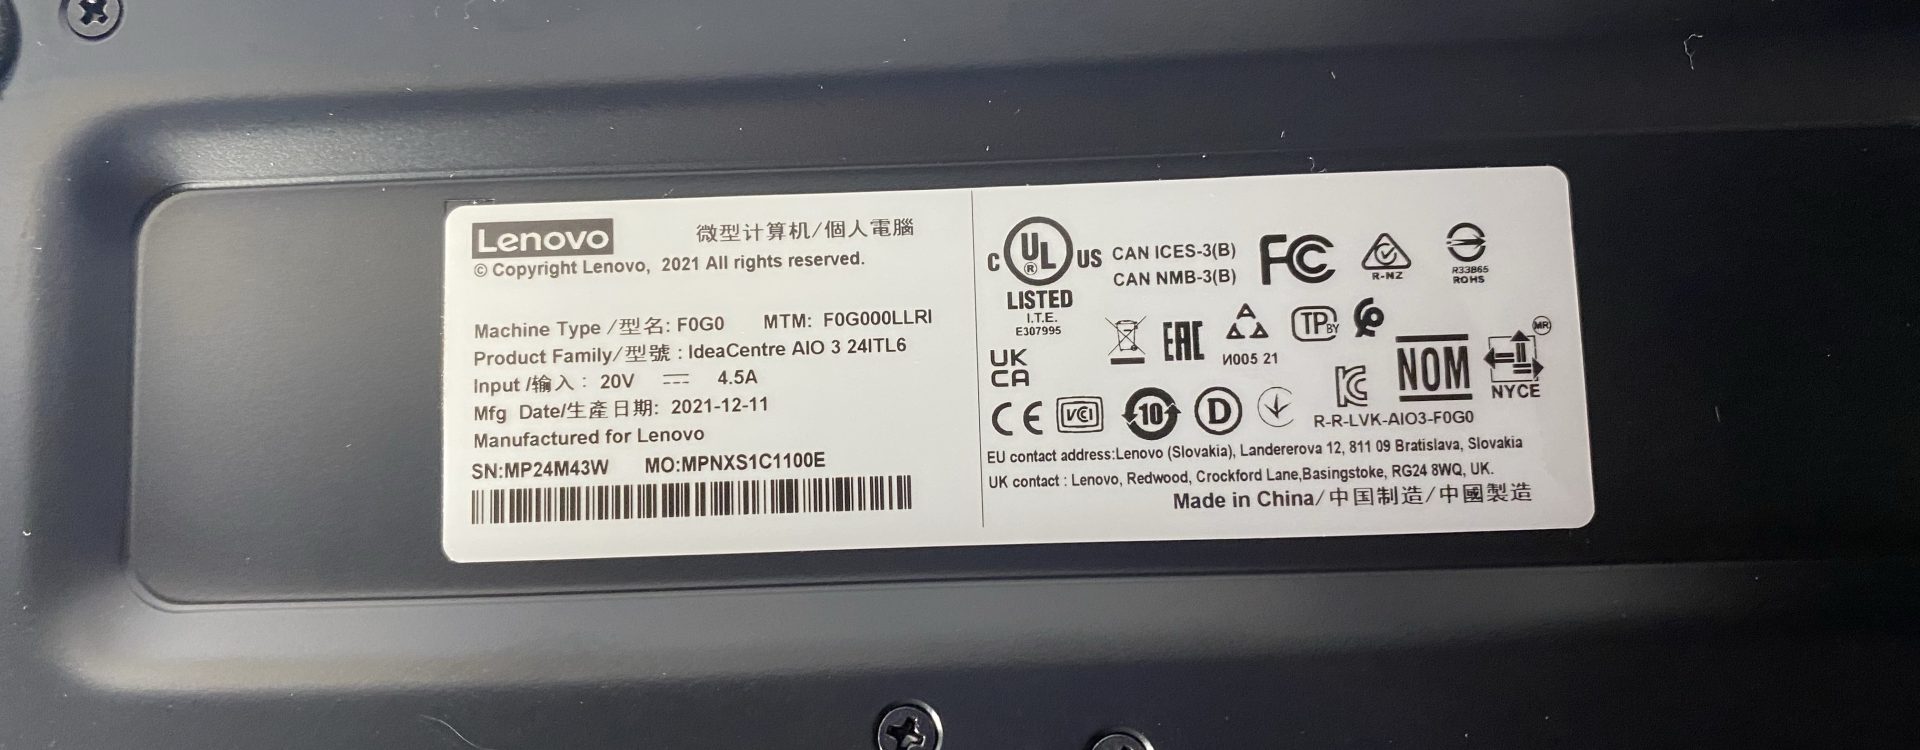 Lenovo 微型计算机/個人電腦
© Copyright Lenovo, 2021 All rights reserved.
Machine Type /型名: F0G0 MTM: F0G000LLRI
Product Family/型號 : IdeaCentre AIO 3 24ITL6
Input /输入 : 20V 4.5A
Mfg Date/生產日期: 2021-12-11
Manufactured for Lenovo
SN:MP24M43W MO:MPNXS1C1100E
C UL ® US
LISTED
I.T.E.
E307995
CAN ICES-3(B)
CAN NMB-3(B)
FC
R-NZ
R33B65
ROHS
UK
CA
EAC
И005 21
TP BY
NOM
MR
NYCE
CE
VCI
10
D
R-R-LVK-AIO3-F0G0
EU contact address:Lenovo (Slovakia), Landererova 12, 811 09 Bratislava, Slovakia
UK contact : Lenovo, Redwood, Crockford Lane,Basingstoke, RG24 8WQ, UK.
Made in China/中国制造/中國製造